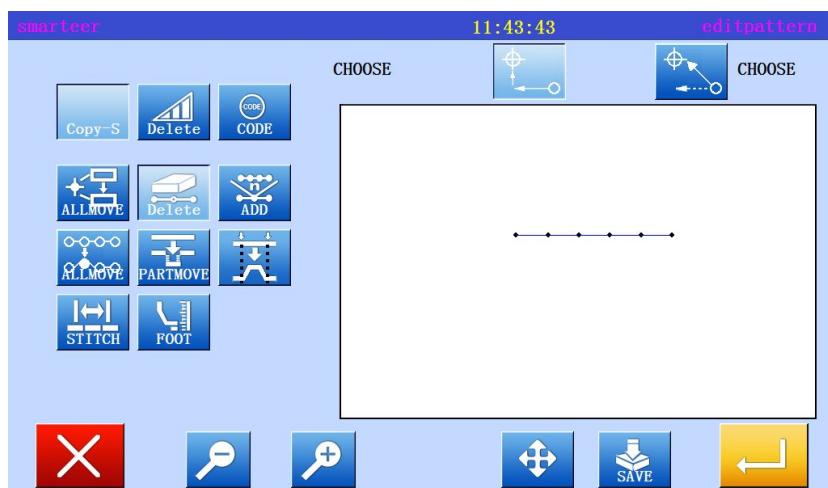 smarteer 11:43:43 editpattern
CHOOSE CHOOSE
Copy-S Delete CODE CODE
ALLMOVE Delete n ADD
ALLMOVE PARTMOVE
STITCH FOOT
SAVE